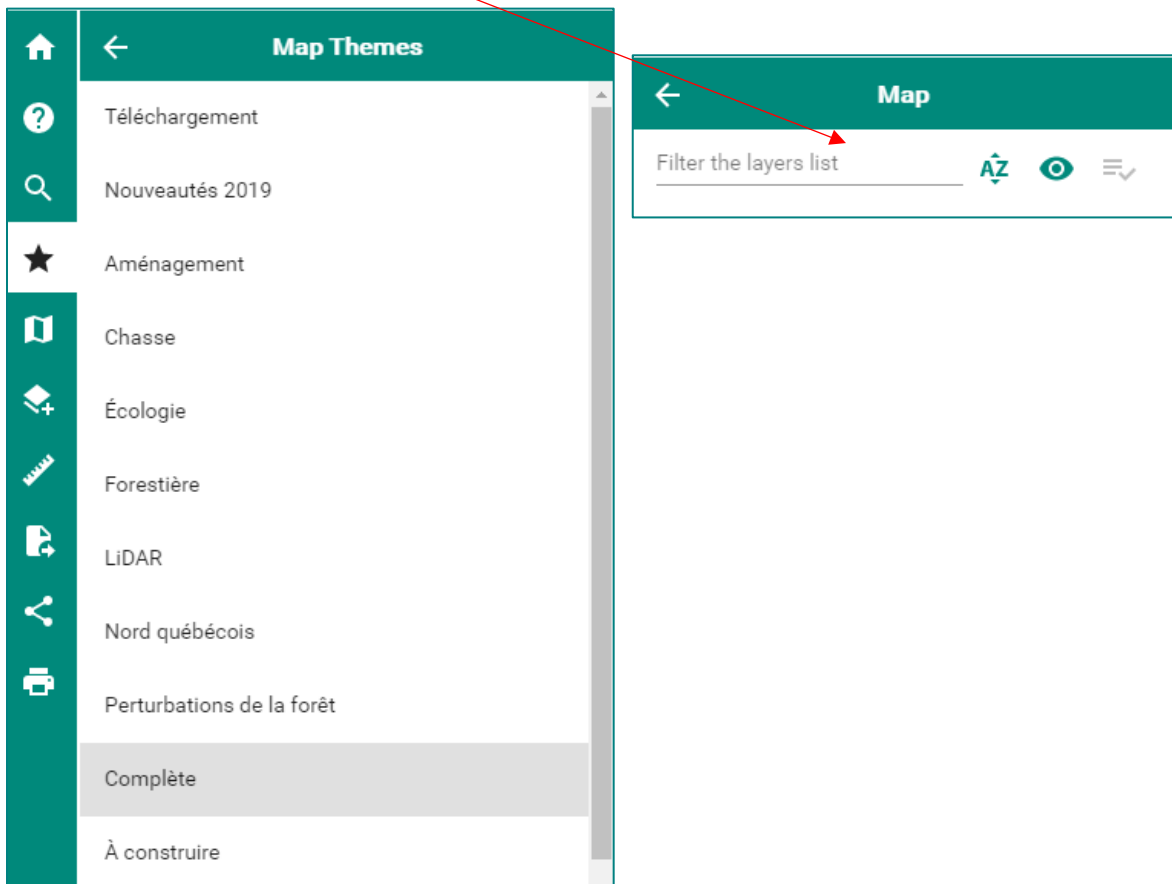 Map Themes
Téléchargement
Nouveautés 2019
Aménagement
Chasse
Écologie
Forestière
LiDAR
Nord québécois
Perturbations de la forêt
Complète
À construire
Map
Filter the layers list
AZ